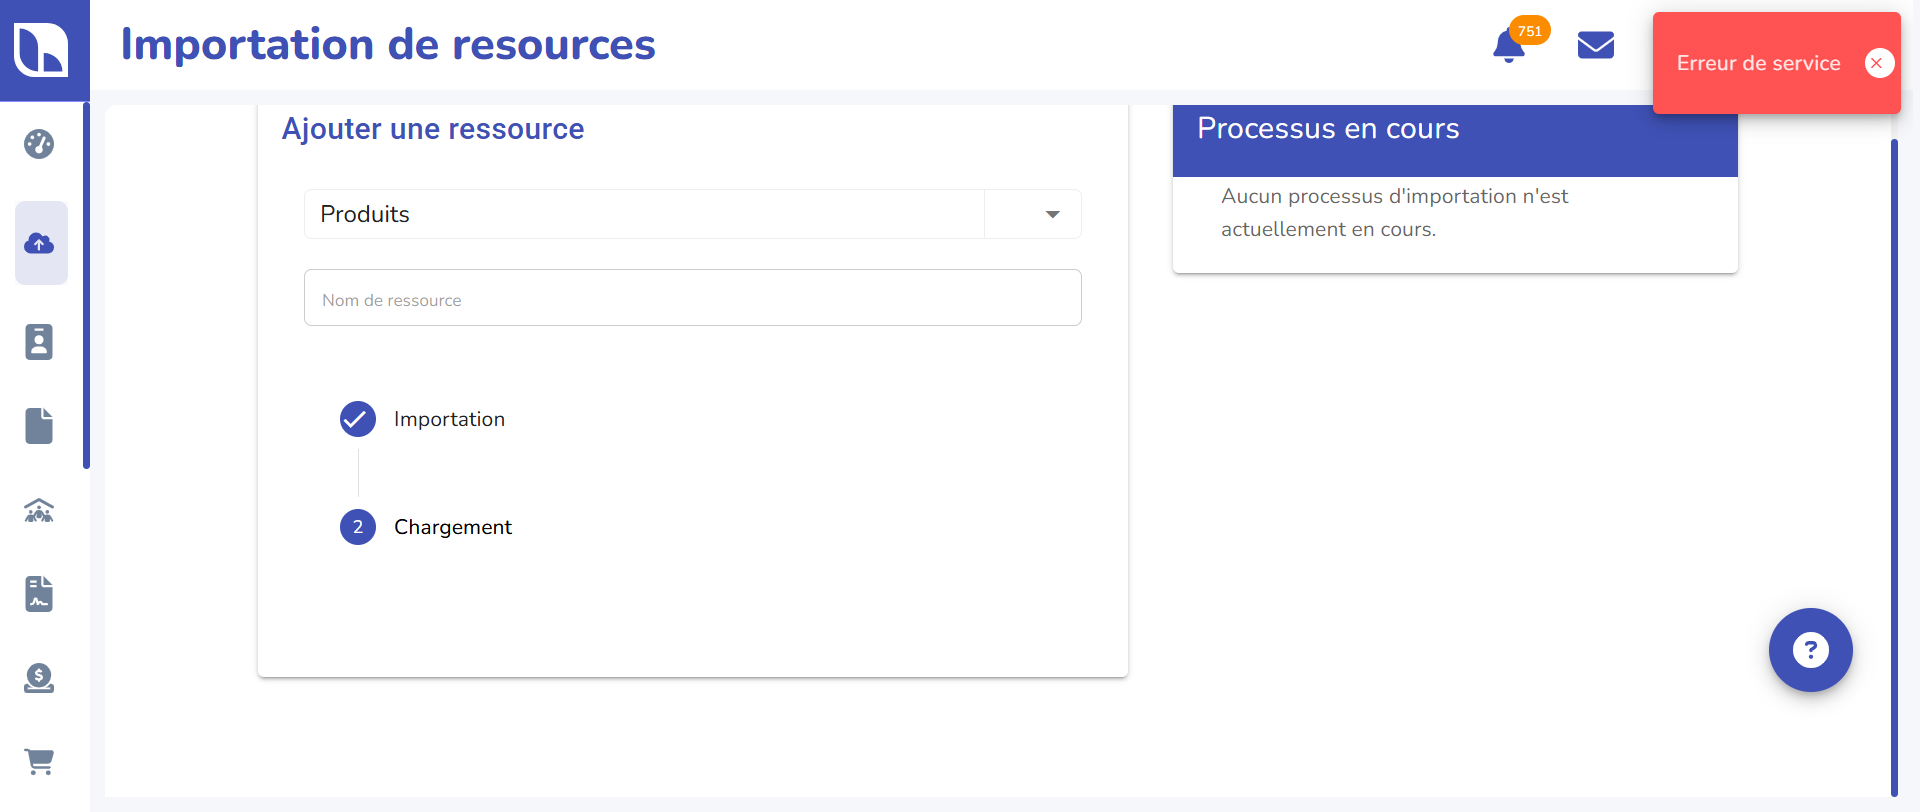 Importation de resources
751
Erreur de service
Ajouter une ressource
Produits
Nom de ressource
Importation
2
Chargement
Processus en cours
Aucun processus d'importation n'est
actuellement en cours.